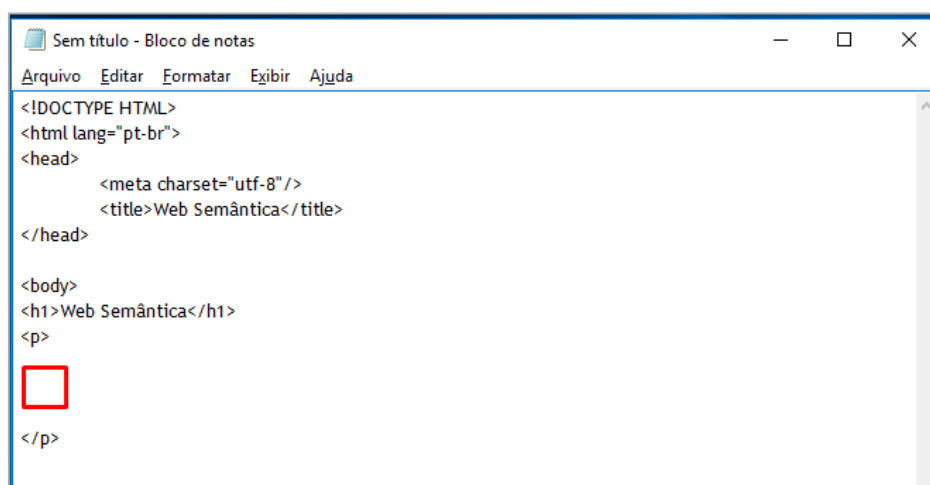 Sem título - Bloco de notas
Arquivo Editar Formatar Exibir Ajuda
<!DOCTYPE HTML>
<html lang="pt-br">
<head>
<meta charset="utf-8"/>
<title>Web Semântica</title>
</head>
<body>
<h1>Web Semântica</h1>
<p>
</p>